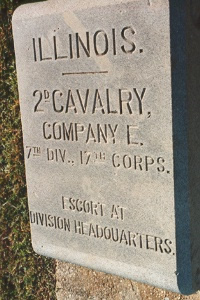 ILLINOIS.
2D CAVALRY,
COMPANY E.
7TH DIV., 17TH CORPS.
ESCORT AT
DIVISION HEADQUARTERS.